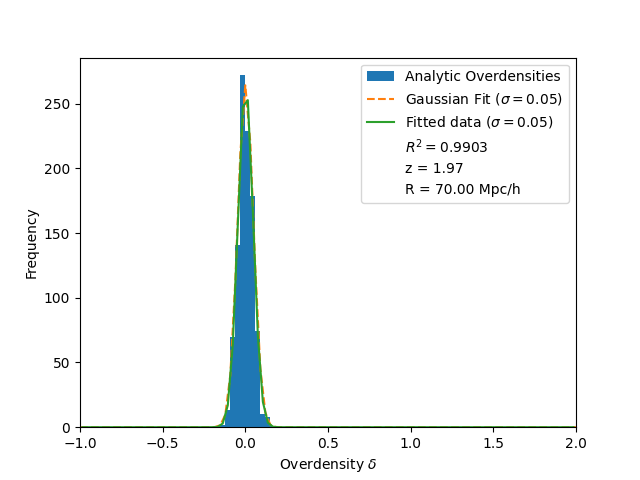 Analytic Overdensities
Gaussian Fit (σ = 0.05)
Fitted data (σ = 0.05)
R² = 0.9903
z = 1.97
R = 70.00 Mpc/h
250
200
150
100
50
0
Frequency
−1.0 −0.5 0.0 0.5 1.0 1.5 2.0
Overdensity δ